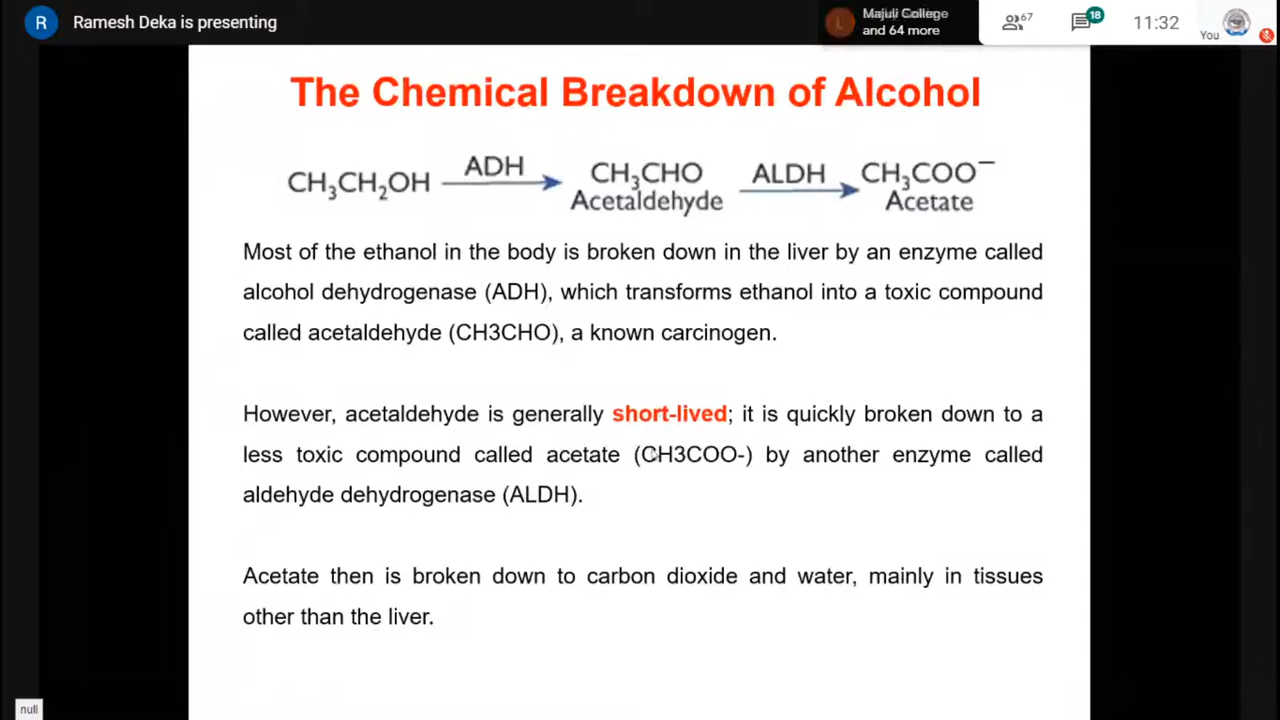 R Ramesh Deka is presenting
L Majuli College
and 64 more
67
18
11:32
You
The Chemical Breakdown of Alcohol
CH3CH2OH ADH CH3CHO ALDH CH3COO−
Acetaldehyde Acetate
Most of the ethanol in the body is broken down in the liver by an enzyme called
alcohol dehydrogenase (ADH), which transforms ethanol into a toxic compound
called acetaldehyde (CH3CHO), a known carcinogen.
However, acetaldehyde is generally short-lived; it is quickly broken down to a
less toxic compound called acetate (CH3COO-) by another enzyme called
aldehyde dehydrogenase (ALDH).
Acetate then is broken down to carbon dioxide and water, mainly in tissues
other than the liver.
null